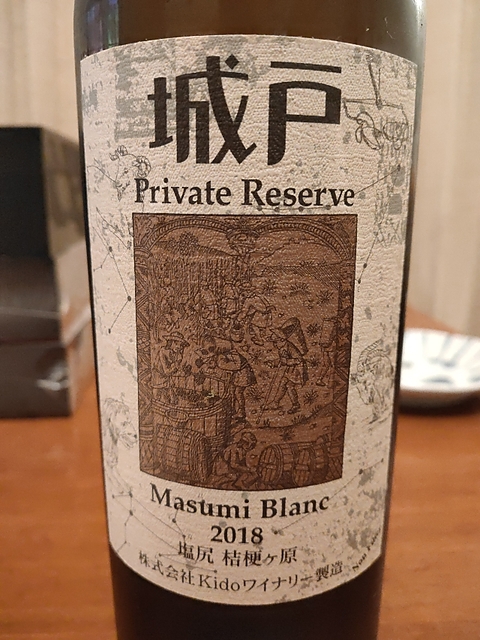 城戸
Private Reserve
Masumi Blanc
2018
塩尻 桔梗ヶ原
株式会社Kidoワイナリー製造